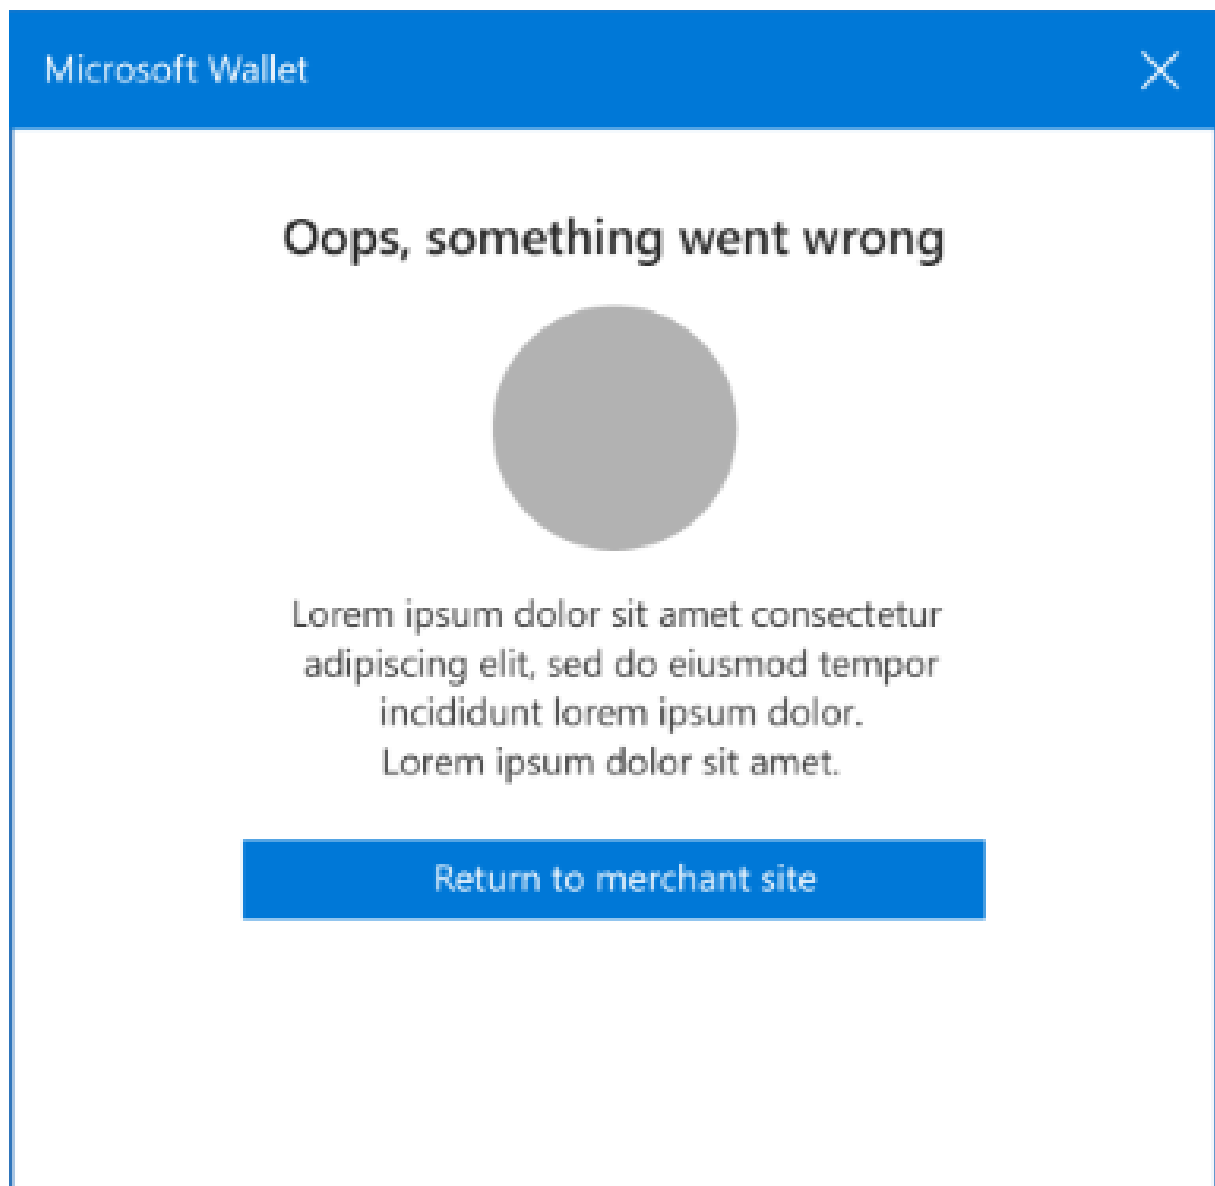 Microsoft Wallet
Oops, something went wrong
Lorem ipsum dolor sit amet consectetur
adipiscing elit, sed do eiusmod tempor
incididunt lorem ipsum dolor.
Lorem ipsum dolor sit amet.
Return to merchant site